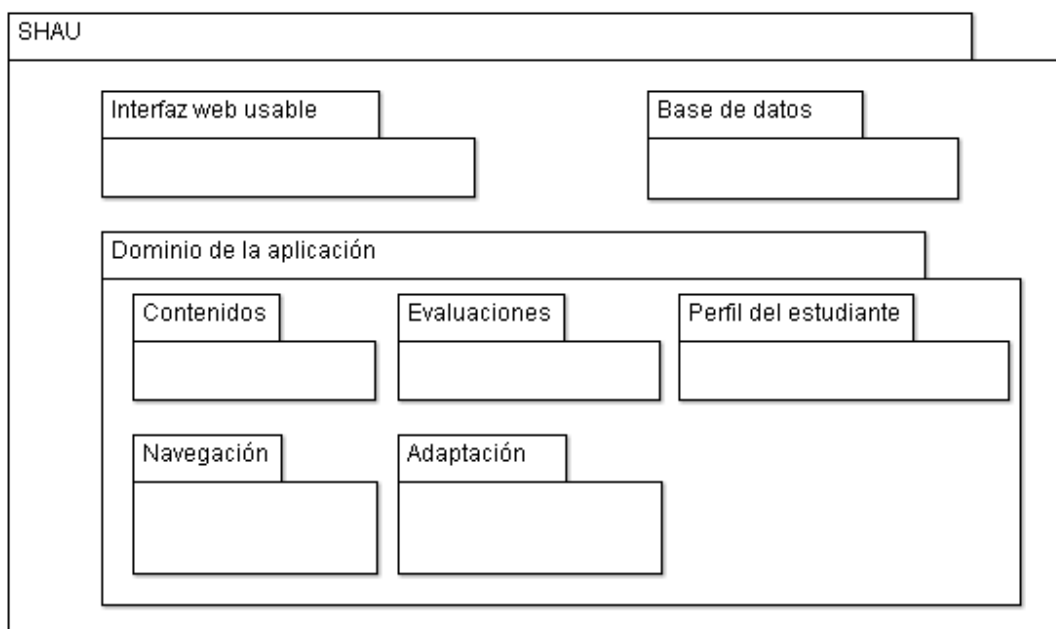 SHAU
Interfaz web usable
Base de datos
Dominio de la aplicación
Contenidos
Evaluaciones
Perfil del estudiante
Navegación
Adaptación